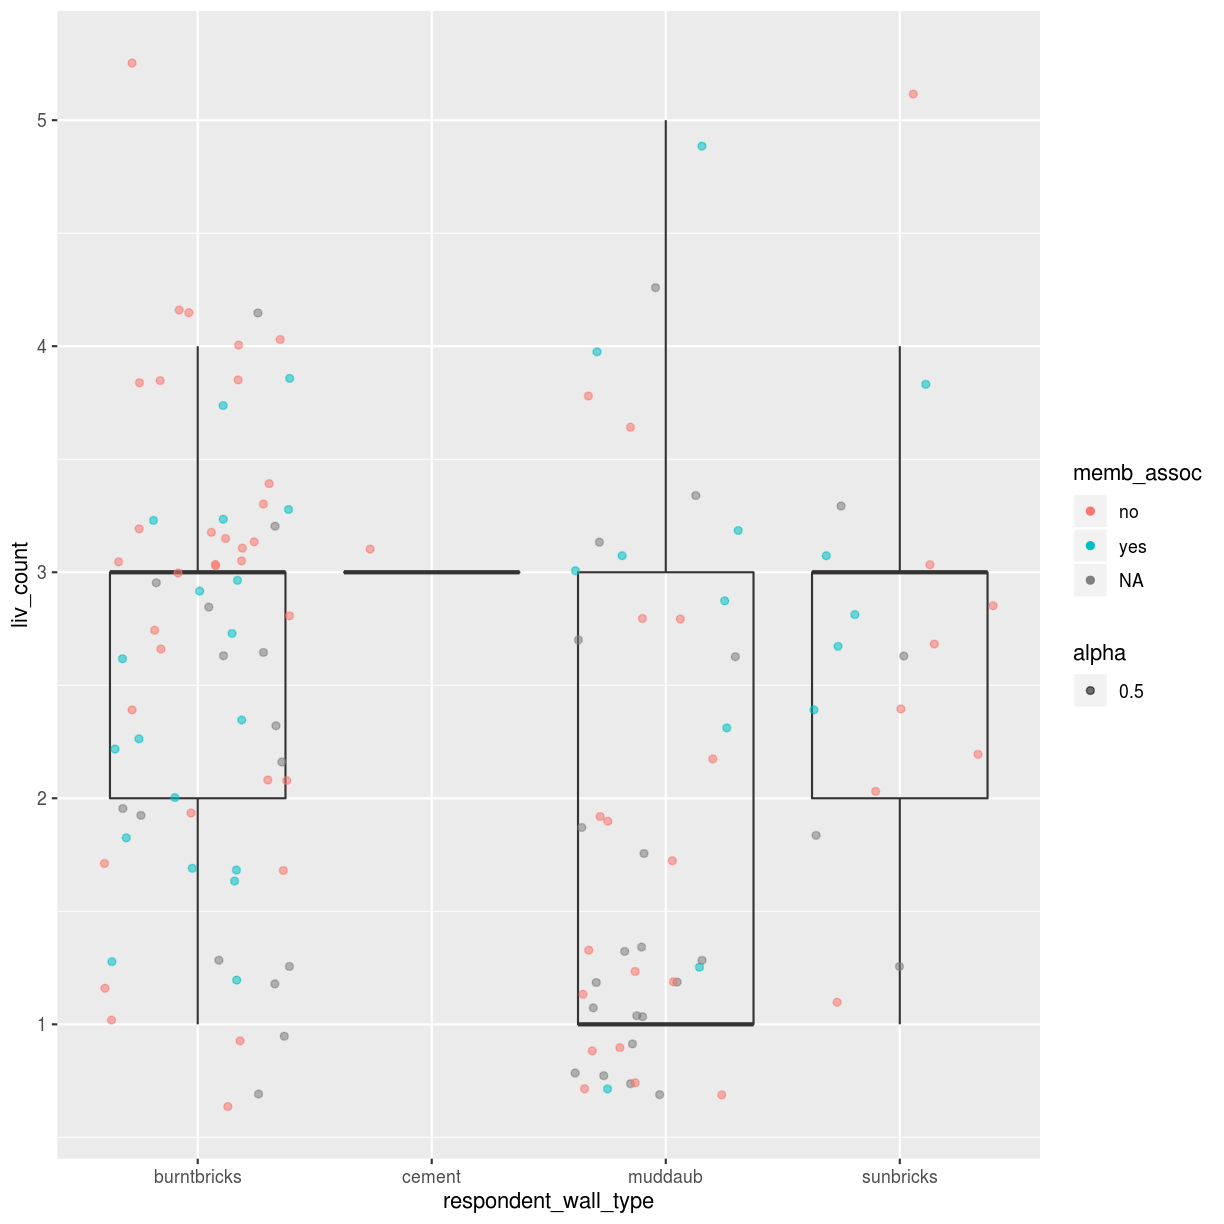 5
4
3
2
1
liv_count
burntbricks
cement
muddaub
sunbricks
respondent_wall_type
memb_assoc
no
yes
NA
alpha
0.5